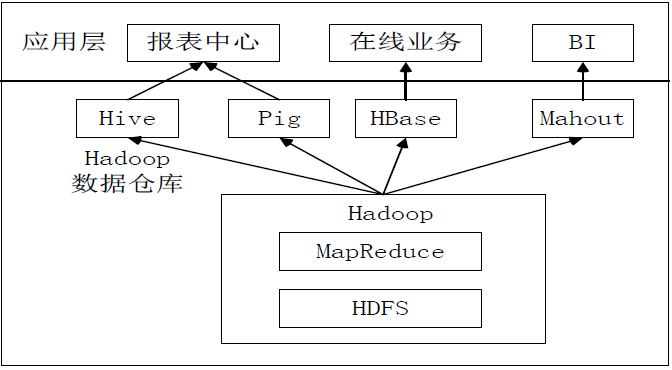 应用层
报表中心
在线业务
BI
Hive
Pig
HBase
Mahout
Hadoop
数据仓库
Hadoop
MapReduce
HDFS